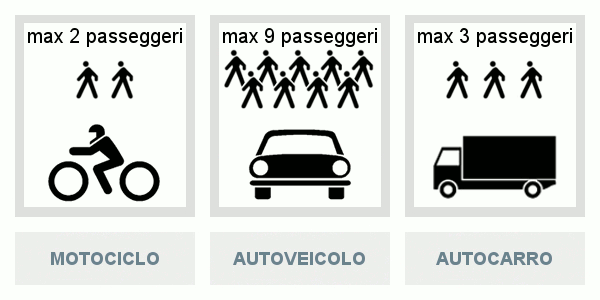 max 2 passeggeri
max 9 passeggeri
max 3 passeggeri
MOTOCICLO
AUTOVEICOLO
AUTOCARRO